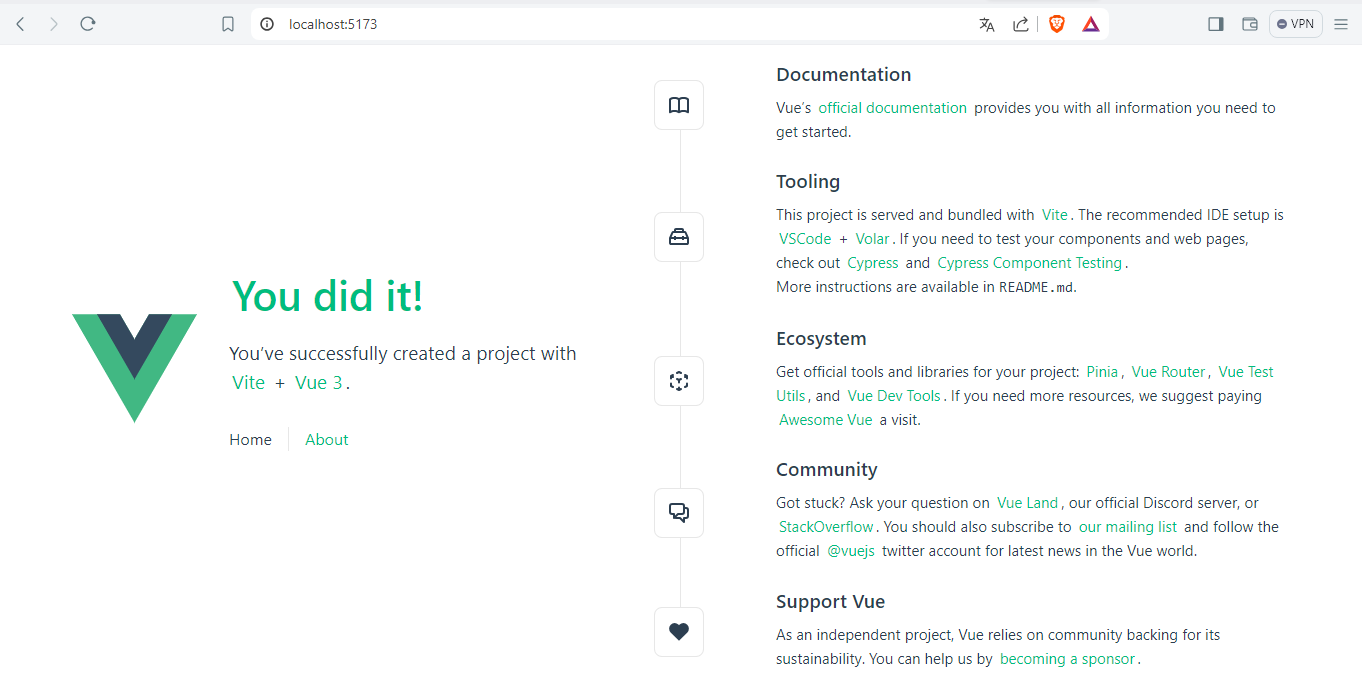 localhost:5173
VPN
You did it!
You’ve successfully created a project with
Vite + Vue 3.
Home
About
Documentation
Vue’s official documentation provides you with all information you need to
get started.
Tooling
This project is served and bundled with Vite. The recommended IDE setup is
VSCode + Volar. If you need to test your components and web pages,
check out Cypress and Cypress Component Testing.
More instructions are available in README.md.
Ecosystem
Get official tools and libraries for your project: Pinia, Vue Router, Vue Test
Utils, and Vue Dev Tools. If you need more resources, we suggest paying
Awesome Vue a visit.
Community
Got stuck? Ask your question on Vue Land, our official Discord server, or
StackOverflow. You should also subscribe to our mailing list and follow the
official @vuejs twitter account for latest news in the Vue world.
Support Vue
As an independent project, Vue relies on community backing for its
sustainability. You can help us by becoming a sponsor.